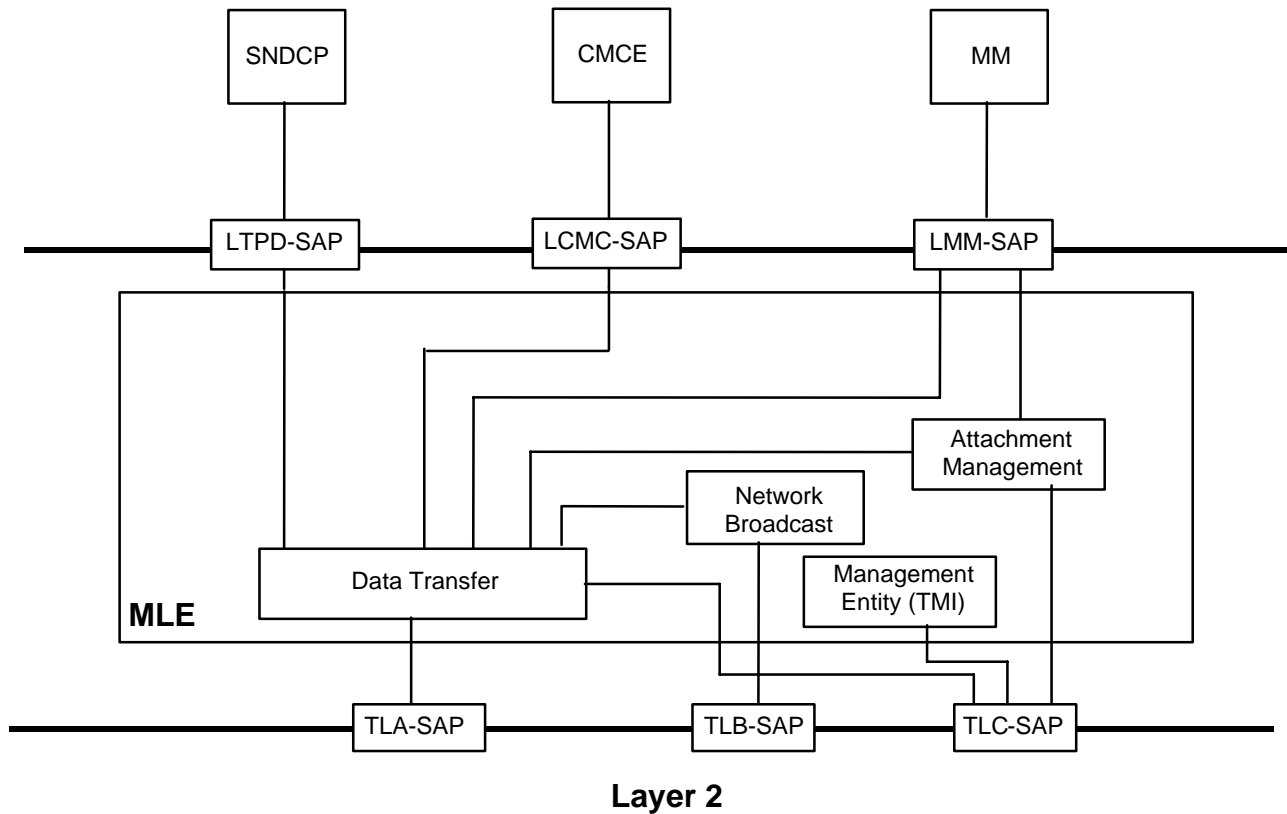 SNDCP
CMCE
MM
LTPD-SAP
LCMC-SAP
LMM-SAP
Attachment
Management
Network
Broadcast
Data Transfer
Management
Entity (TMI)
MLE
TLA-SAP
TLB-SAP
TLC-SAP
Layer 2